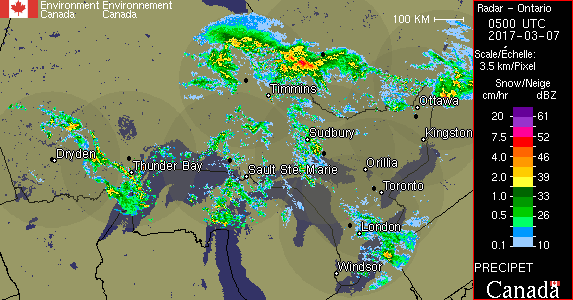 Environment Environnement
Canada Canada
100 KM
Timmins
Ottawa
Sudbury
Kingston
Dryden
Thunder Bay
Sault Ste-Marie
Orillia
Toronto
London
Windsor
Radar - Ontario
0500 UTC
2017-03-07
Scale/Échelle:
3.5 km/Pixel
Snow/Neige
cm/hr dBZ
20 61
7.5 52
4.0 46
2.0 39
1.0 33
0.5 26
0.1 10
PRECIPET
Canada